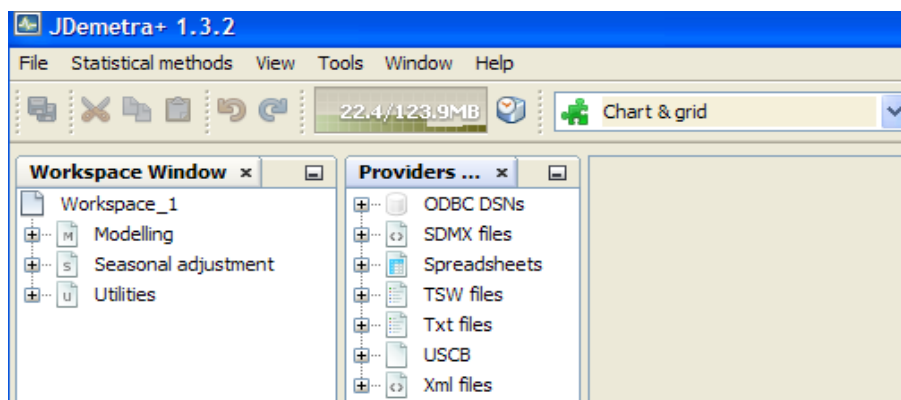 JDemetra+ 1.3.2
File Statistical methods View Tools Window Help
22.4/123.9MB Chart & grid
Workspace Window x
Workspace_1
M Modelling
s Seasonal adjustment
u Utilities
Providers ... x
ODBC DSNs
SDMX files
Spreadsheets
TSW files
Txt files
USCB
Xml files